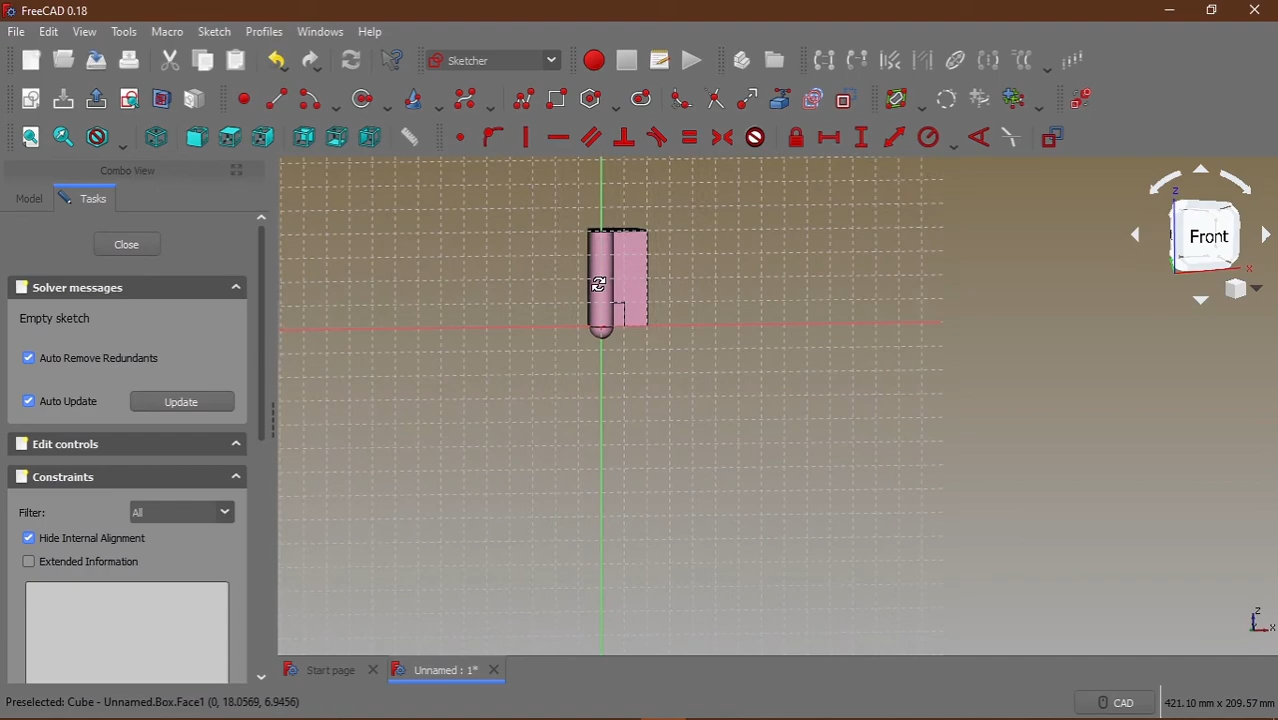 FreeCAD 0.18
File Edit View Tools Macro Sketch Profiles Windows Help
Sketcher
Combo View
Model Tasks
Close
Solver messages
Empty sketch
Auto Remove Redundants
Auto Update Update
Edit controls
Constraints
Filter: All
Hide Internal Alignment
Extended Information
z
Front
x
z
x
Start page Unnamed : 1*
Preselected: Cube - Unnamed.Box.Face1 (0, 18.0569, 6.9456) CAD 421.10 mm x 209.57 mm